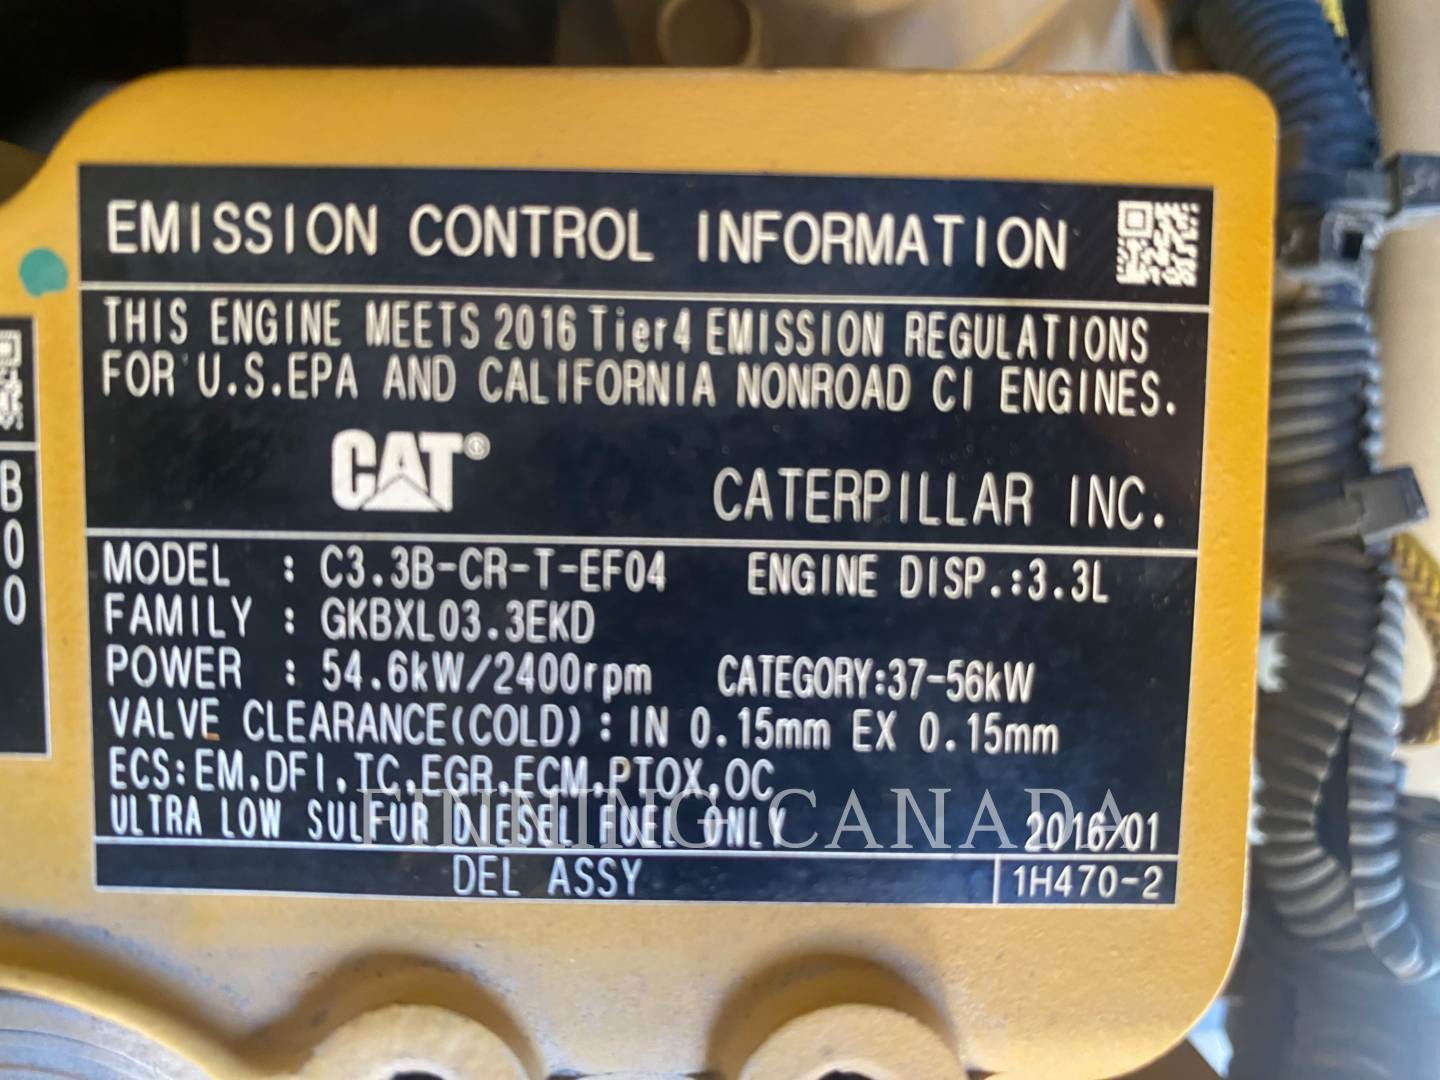 EMISSION CONTROL INFORMATION
THIS ENGINE MEETS 2016 Tier4 EMISSION REGULATIONS
FOR U.S.EPA AND CALIFORNIA NONROAD CI ENGINES.
CAT®
CATERPILLAR INC.
MODEL : C3.3B-CR-T-EF04 ENGINE DISP.:3.3L
FAMILY : GKBXL03.3EKD
POWER : 54.6kW/2400rpm CATEGORY:37-56kW
VALVE CLEARANCE(COLD) : IN 0.15mm EX 0.15mm
ECS:EM,DFI,TC,EGR,ECM,PTOX,OC
ULTRA LOW SULFUR DIESEL FUEL ONLY 2016/01
DEL ASSY 1H470-2
FINNING CANADA
B00